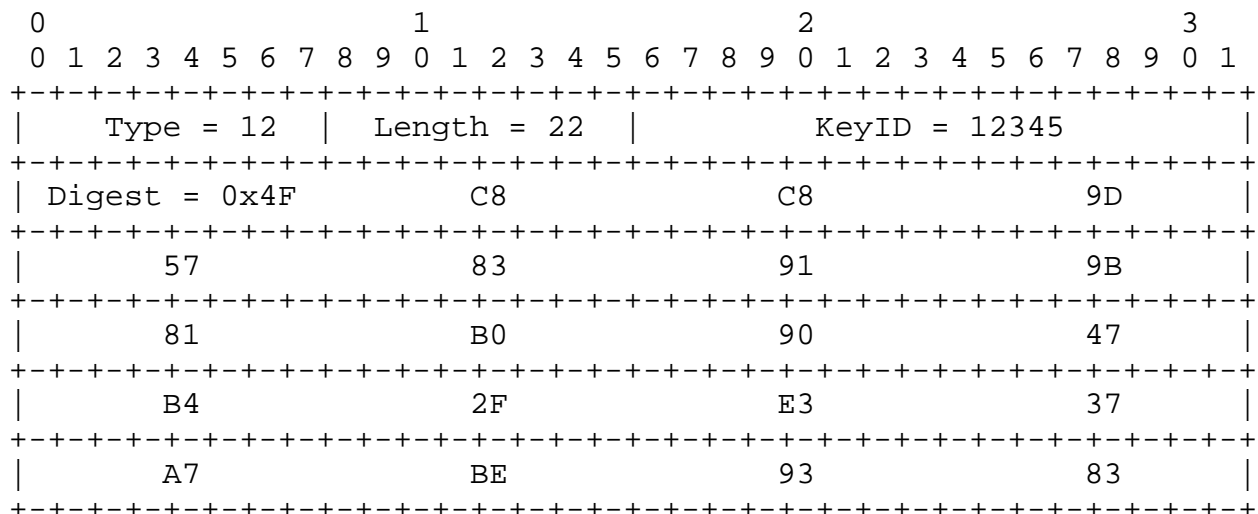 0                   1                   2                   3
 0 1 2 3 4 5 6 7 8 9 0 1 2 3 4 5 6 7 8 9 0 1 2 3 4 5 6 7 8 9 0 1
+-+-+-+-+-+-+-+-+-+-+-+-+-+-+-+-+-+-+-+-+-+-+-+-+-+-+-+-+-+-+-+-+
|    Type = 12  |  Length = 22  |         KeyID = 12345         |
+-+-+-+-+-+-+-+-+-+-+-+-+-+-+-+-+-+-+-+-+-+-+-+-+-+-+-+-+-+-+-+-+
| Digest = 0x4F         C8              C8              9D      |
+-+-+-+-+-+-+-+-+-+-+-+-+-+-+-+-+-+-+-+-+-+-+-+-+-+-+-+-+-+-+-+-+
|       57              83              91              9B      |
+-+-+-+-+-+-+-+-+-+-+-+-+-+-+-+-+-+-+-+-+-+-+-+-+-+-+-+-+-+-+-+-+
|       81              B0              90              47      |
+-+-+-+-+-+-+-+-+-+-+-+-+-+-+-+-+-+-+-+-+-+-+-+-+-+-+-+-+-+-+-+-+
|       B4              2F              E3              37      |
+-+-+-+-+-+-+-+-+-+-+-+-+-+-+-+-+-+-+-+-+-+-+-+-+-+-+-+-+-+-+-+-+
|       A7              BE              93              83      |
+-+-+-+-+-+-+-+-+-+-+-+-+-+-+-+-+-+-+-+-+-+-+-+-+-+-+-+-+-+-+-+-+